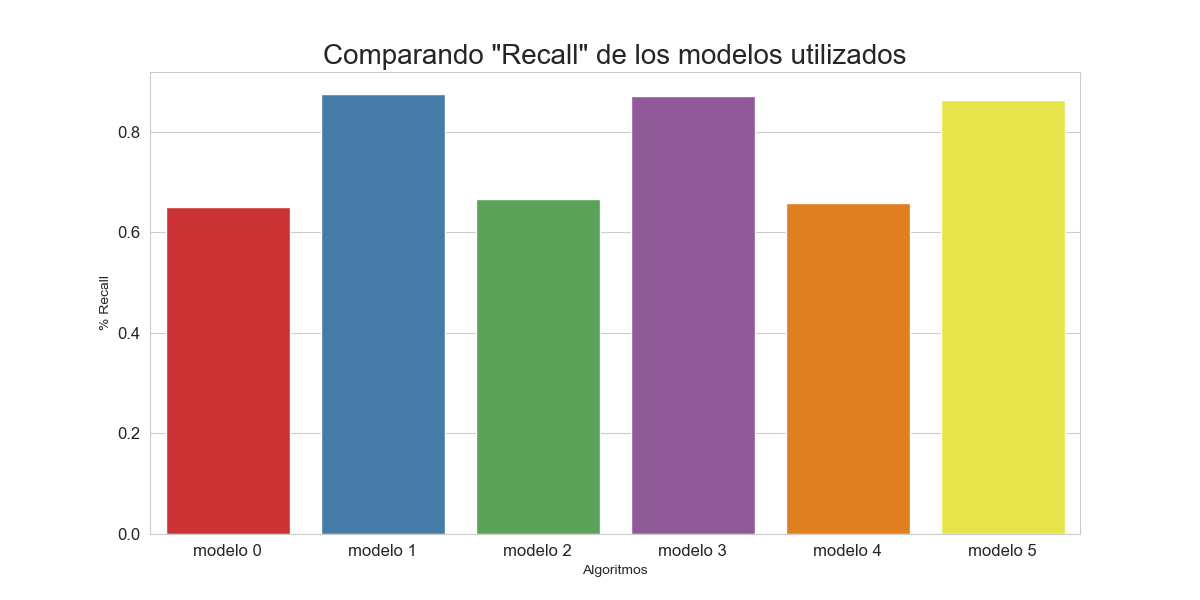 Comparando "Recall" de los modelos utilizados
0.8
0.6
0.4
0.2
0.0
% Recall
modelo 0 modelo 1 modelo 2 modelo 3 modelo 4 modelo 5
Algoritmos